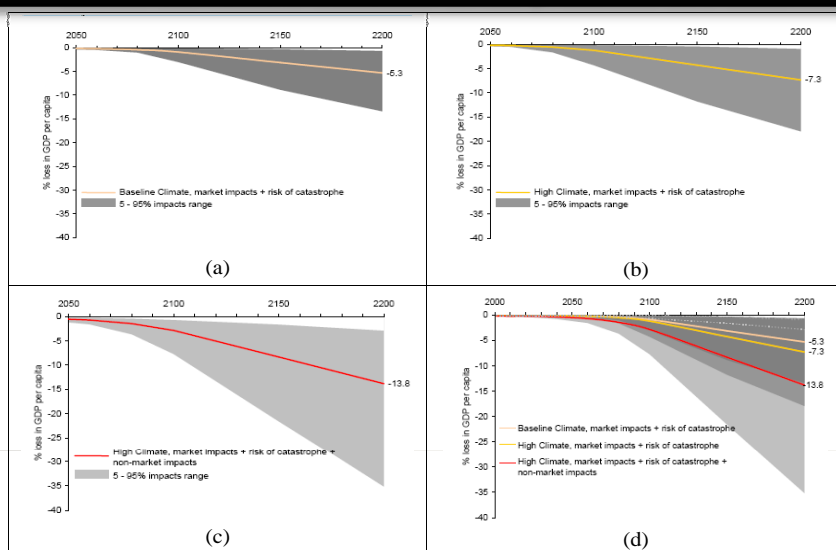 2050 2100 2150 2200
0
-5
-10
-15
-20
-25
-30
-35
-40
% loss in GDP per capita
-5.3
Baseline Climate, market impacts + risk of catastrophe
5 - 95% impacts range
(a)
2050 2100 2150 2200
0
-5
-10
-15
-20
-25
-30
-35
-40
% loss in GDP per capita
-7.3
High Climate, market impacts + risk of catastrophe
5 - 95% impacts range
(b)
2050 2100 2150 2200
0
-5
-10
-15
-20
-25
-30
-35
-40
% loss in GDP per capita
-13.8
High Climate, market impacts + risk of catastrophe +
non-market impacts
5 - 95% impacts range
(c)
2000 2050 2100 2150 2200
0
-5
-10
-15
-20
-25
-30
-35
-40
% loss in GDP per capita
-5.3
-7.3
-13.8
Baseline Climate, market impacts + risk of catastrophe
High Climate, market impacts + risk of catastrophe
High Climate, market impacts + risk of catastrophe +
non-market impacts
(d)